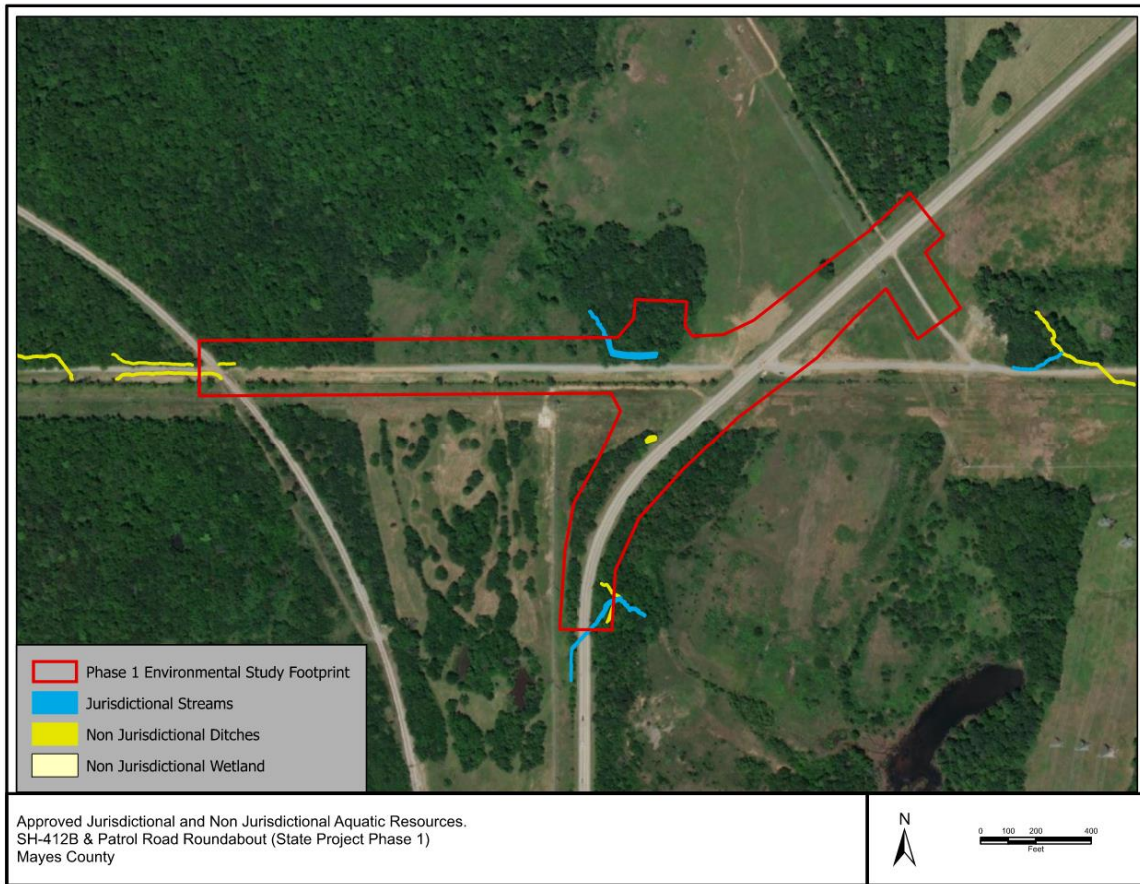 Phase 1 Environmental Study Footprint
Jurisdictional Streams
Non Jurisdictional Ditches
Non Jurisdictional Wetland
Approved Jurisdictional and Non Jurisdictional Aquatic Resources.
SH-412B & Patrol Road Roundabout (State Project Phase 1)
Mayes County
N
0 100 200 400
Feet